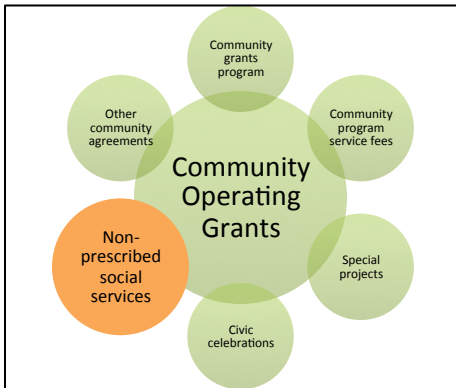 Community
grants
program
Other
community
agreements
Community
program
service fees
Community
Operating
Grants
Non-
prescribed
social
services
Special
projects
Civic
celebrations